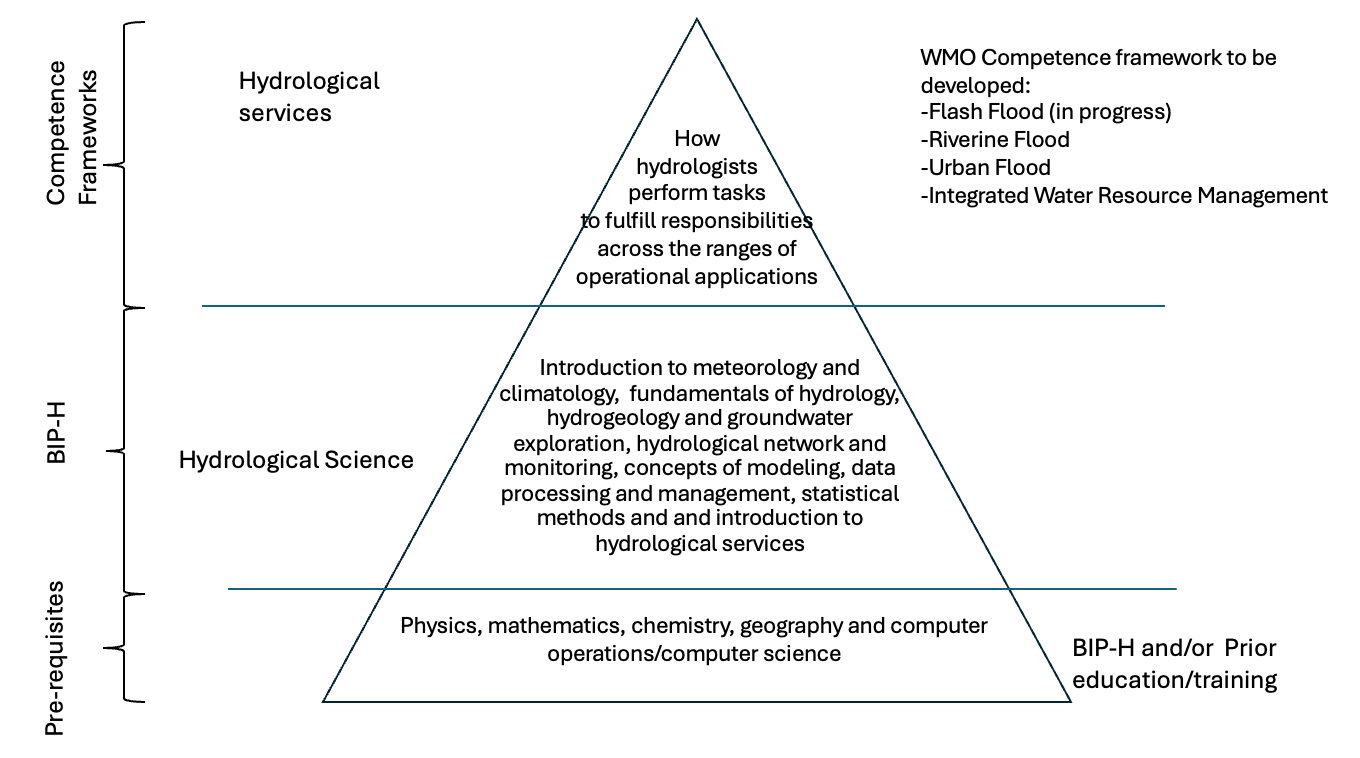 Competence
Frameworks
Hydrological
services
How
hydrologists
perform tasks
to fulfill responsibilities
across the ranges of
operational applications
WMO Competence framework to be
developed:
-Flash Flood (in progress)
-Riverine Flood
-Urban Flood
-Integrated Water Resource Management
BIP-H
Hydrological Science
Introduction to meteorology and
climatology,  fundamentals of hydrology,
hydrogeology and groundwater
exploration, hydrological network and
monitoring, concepts of modeling, data
processing and management, statistical
methods and and introduction to
hydrological services
Pre-requisites
Physics, mathematics, chemistry, geography and computer
operations/computer science
BIP-H and/or  Prior
education/training